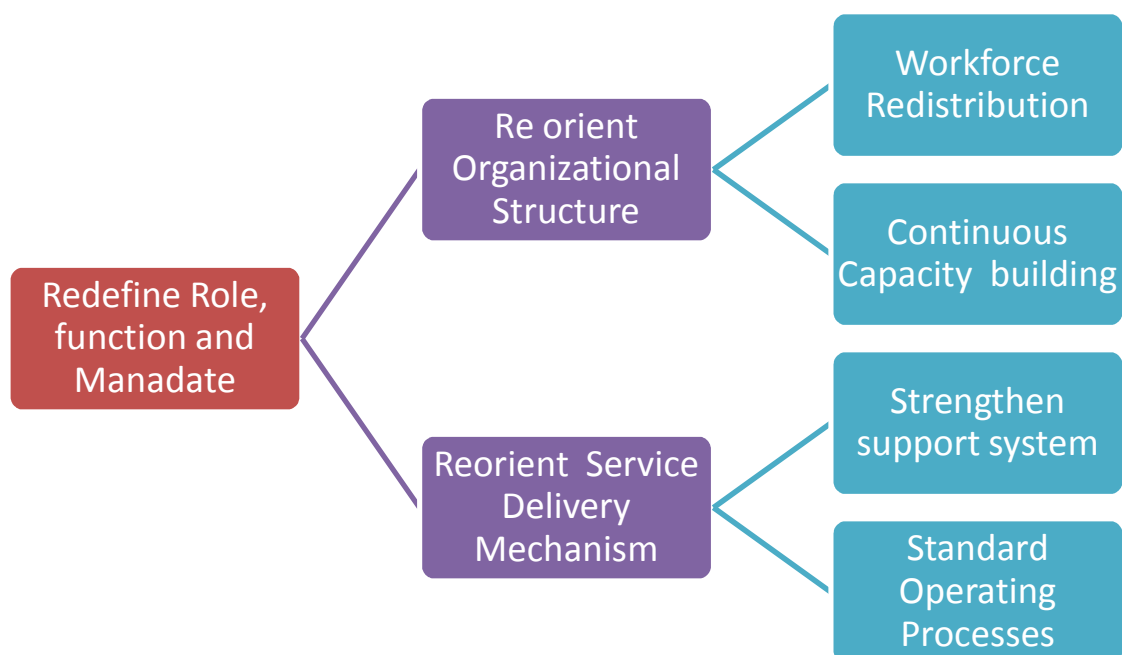 Redefine Role,
function and
Manadate
Re orient
Organizational
Structure
Reorient Service
Delivery
Mechanism
Workforce
Redistribution
Continuous
Capacity building
Strengthen
support system
Standard
Operating
Processes